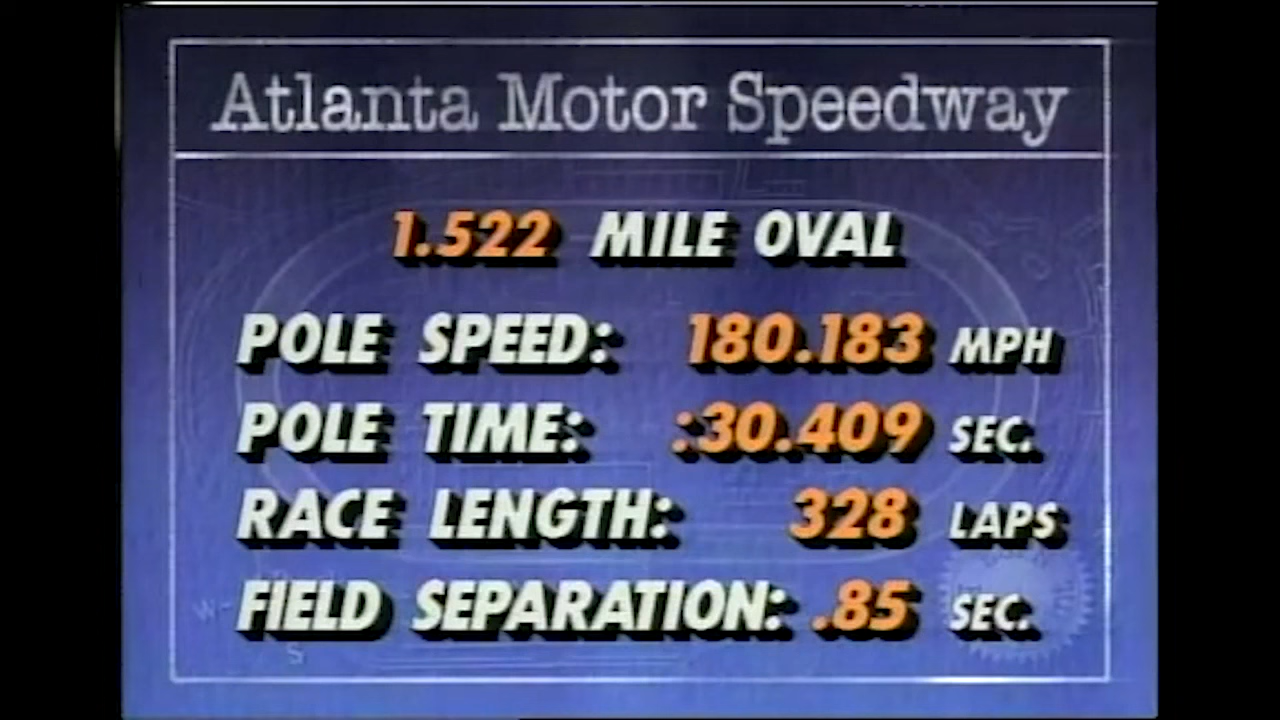 Atlanta Motor Speedway
1.522 MILE OVAL
POLE SPEED: 180.183 MPH
POLE TIME: :30.409 SEC.
RACE LENGTH: 328 LAPS
FIELD SEPARATION: .85 SEC.
W
S